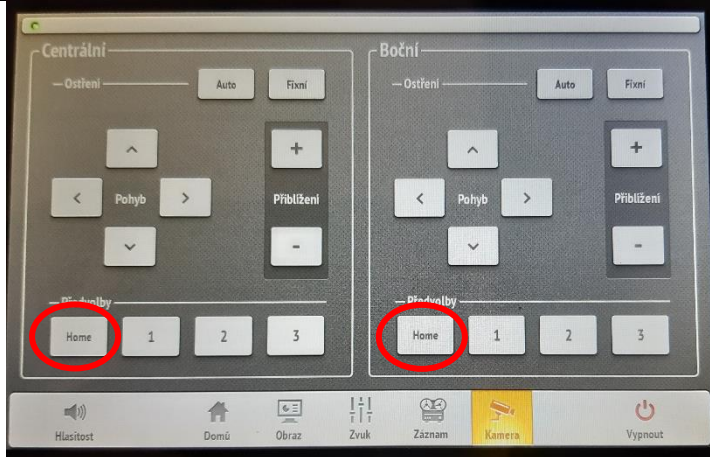 Centrální
Ostření
Auto
Fixní
Pohyb
Přiblížení
+
-
Předvolby
Home
1
2
3
Boční
Ostření
Auto
Fixní
Pohyb
Přiblížení
+
-
Předvolby
Home
1
2
3
Hlasitost
Domů
Obraz
Zvuk
Záznam
Kamera
Vypnout